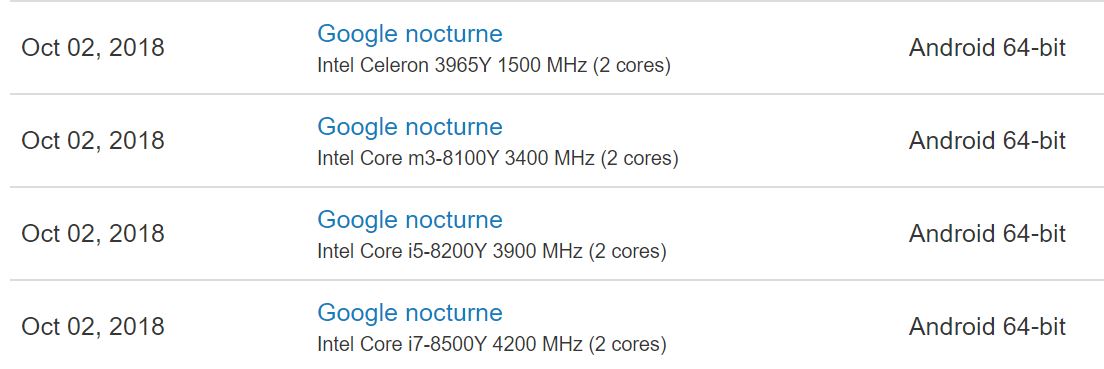 Oct 02, 2018
Google nocturne
Intel Celeron 3965Y 1500 MHz (2 cores)
Android 64-bit
Oct 02, 2018
Google nocturne
Intel Core m3-8100Y 3400 MHz (2 cores)
Android 64-bit
Oct 02, 2018
Google nocturne
Intel Core i5-8200Y 3900 MHz (2 cores)
Android 64-bit
Oct 02, 2018
Google nocturne
Intel Core i7-8500Y 4200 MHz (2 cores)
Android 64-bit